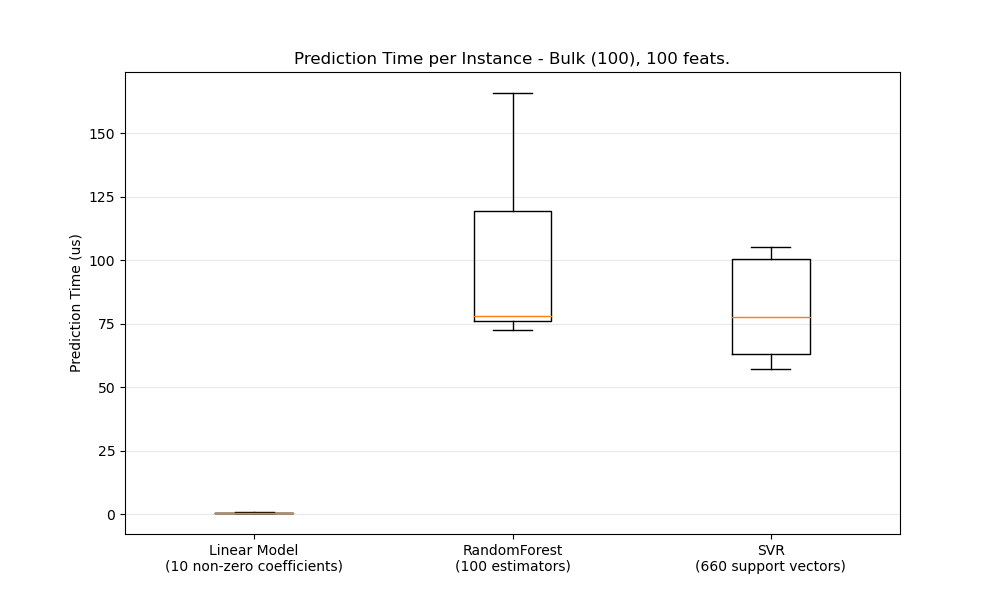 Prediction Time per Instance - Bulk (100), 100 feats.
Prediction Time (us)
150
125
100
75
50
25
0
Linear Model
(10 non-zero coefficients)
RandomForest
(100 estimators)
SVR
(660 support vectors)